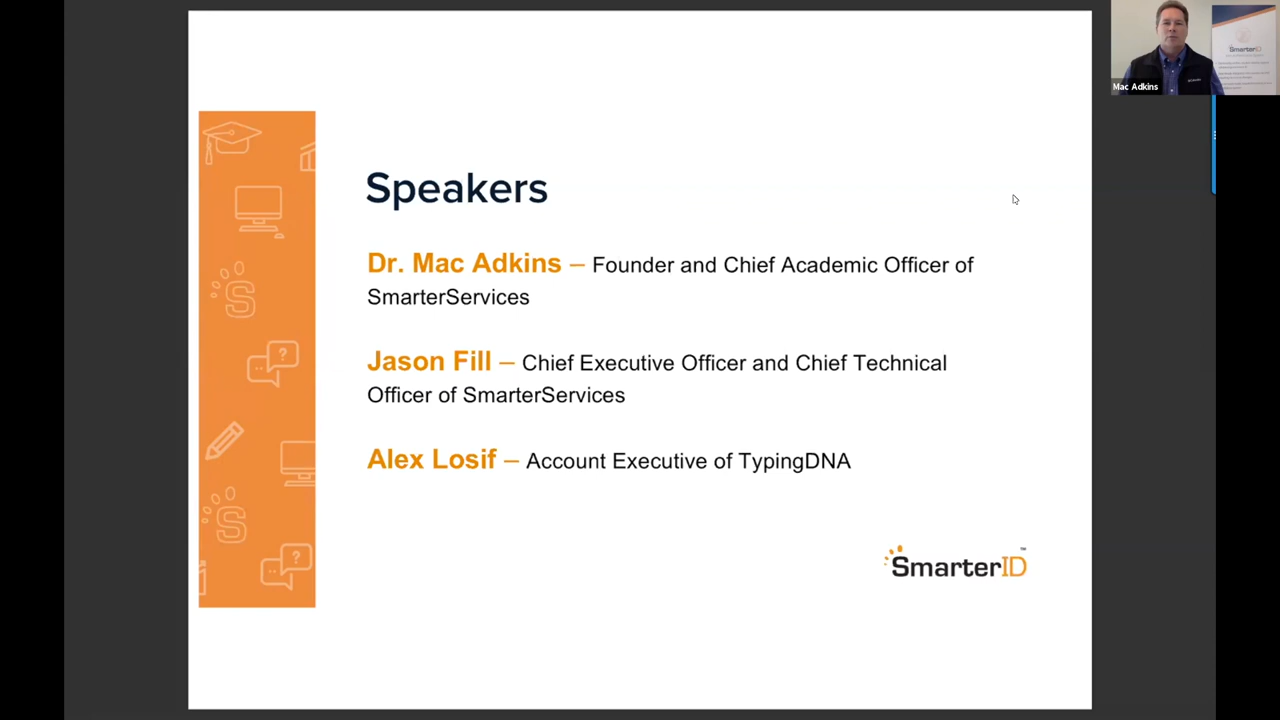 Speakers
Dr. Mac Adkins – Founder and Chief Academic Officer of
SmarterServices
Jason Fill – Chief Executive Officer and Chief Technical
Officer of SmarterServices
Alex Losif – Account Executive of TypingDNA
SmarterID™
Mac Adkins
SmarterID